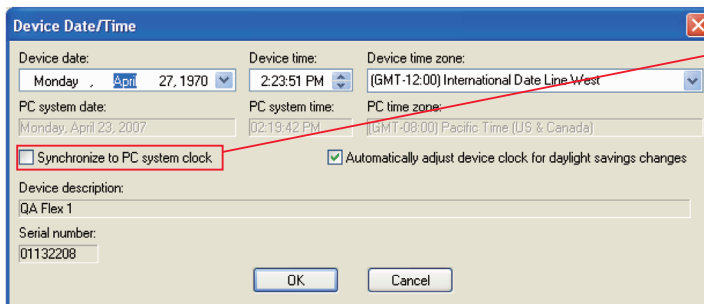 Device Date/Time
Device date: Device time: Device time zone:
Monday , April 27, 1970 2:23:51 PM (GMT-12:00) International Date Line West
PC system date: PC system time: PC time zone:
Monday, April 23, 2007 02:19:42 PM (GMT-08:00) Pacific Time (US & Canada)
Synchronize to PC system clock Automatically adjust device clock for daylight savings changes
Device description:
QA Flex 1
Serial number:
01132208
OK Cancel